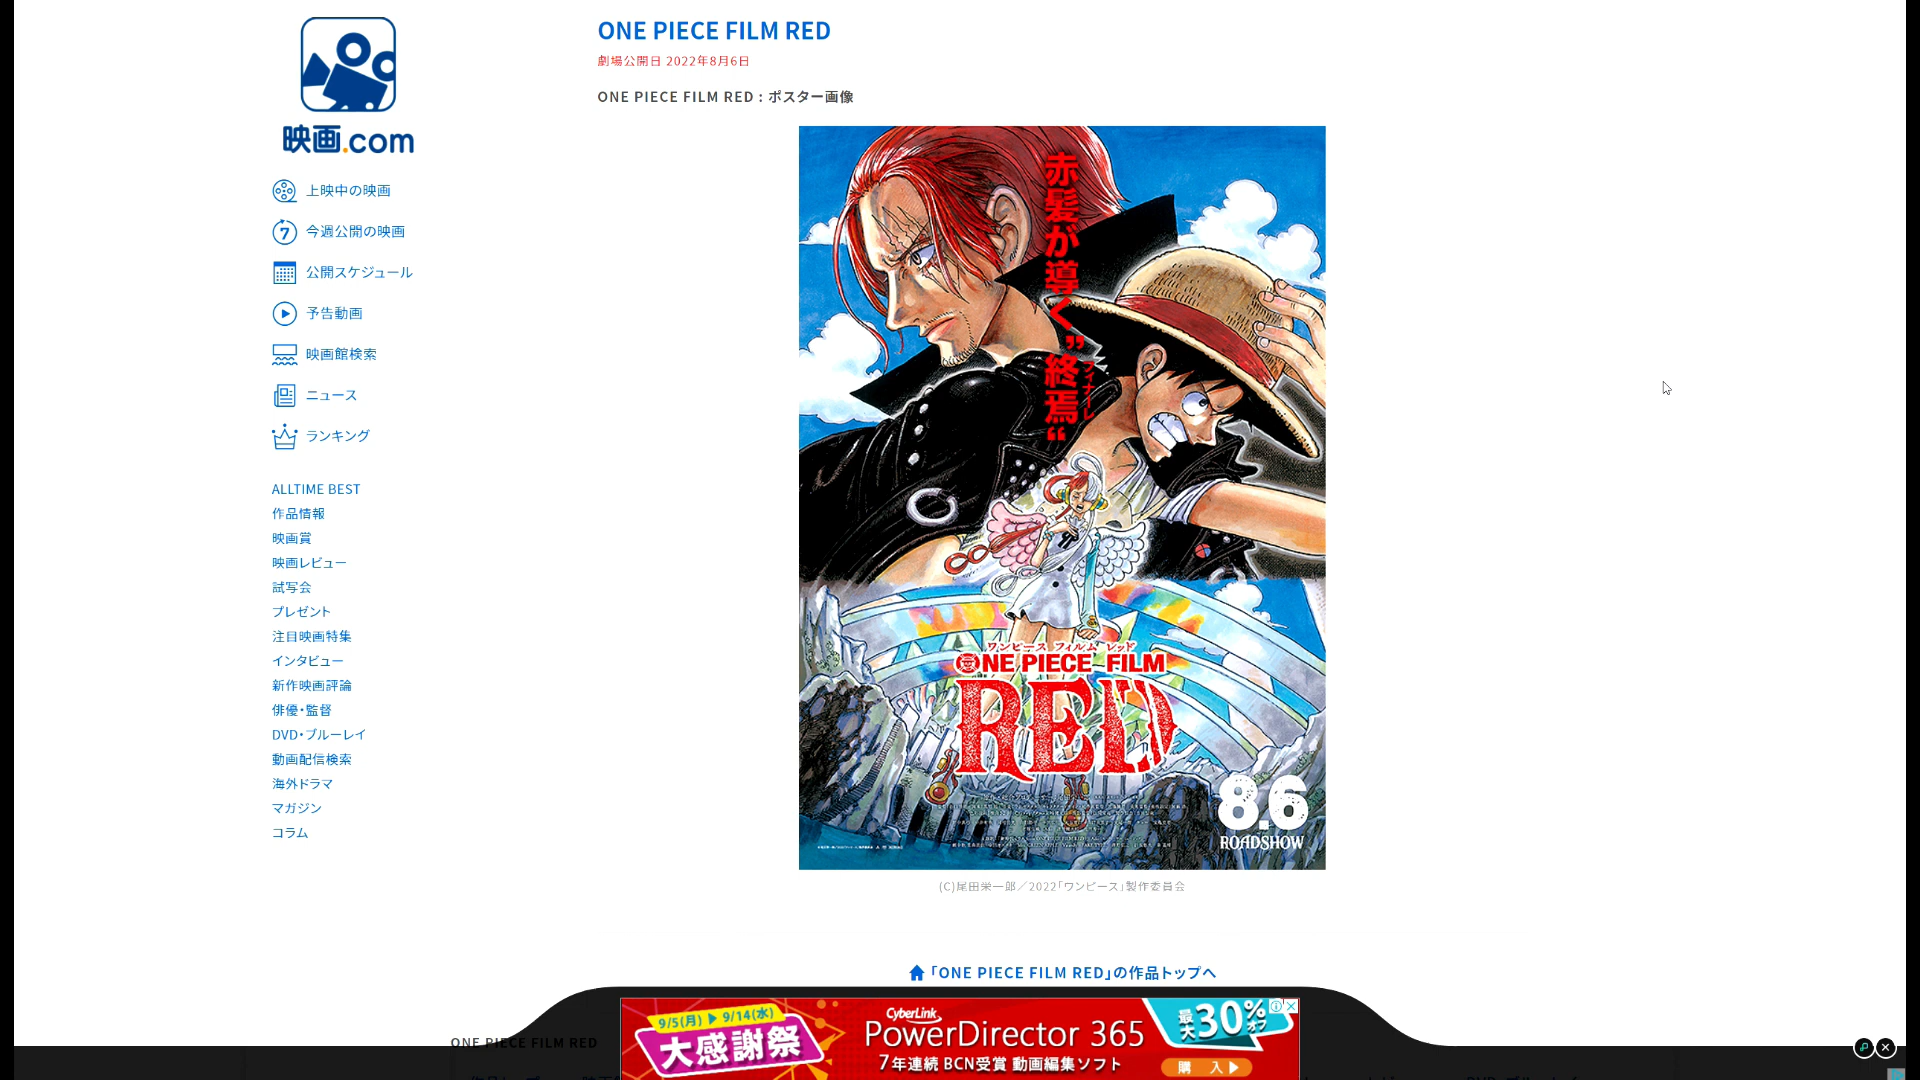 映画.com
上映中の映画
今週公開の映画
公開スケジュール
予告動画
映画館検索
ニュース
ランキング
ALLTIME BEST
作品情報
映画賞
映画レビュー
試写会
プレゼント
注目映画特集
インタビュー
新作映画評論
俳優・監督
DVD・ブルーレイ
動画配信検索
海外ドラマ
マガジン
コラム
ONE PIECE FILM RED
劇場公開日 2022年8月6日
ONE PIECE FILM RED : ポスター画像
赤髪が導く"終焉"
フィナーレ
ワンピース フィルム レッド
ONE PIECE FILM
RED
8.6
ROADSHOW
(C)尾田栄一郎／2022「ワンピース」製作委員会
「ONE PIECE FILM RED」の作品トップへ
ONE PIECE FILM RED
9/5(月)▶9/14(水)
大感謝祭
CyberLink
PowerDirector 365
7年連続 BCN受賞 動画編集ソフト
最大30%オフ
購 入▶